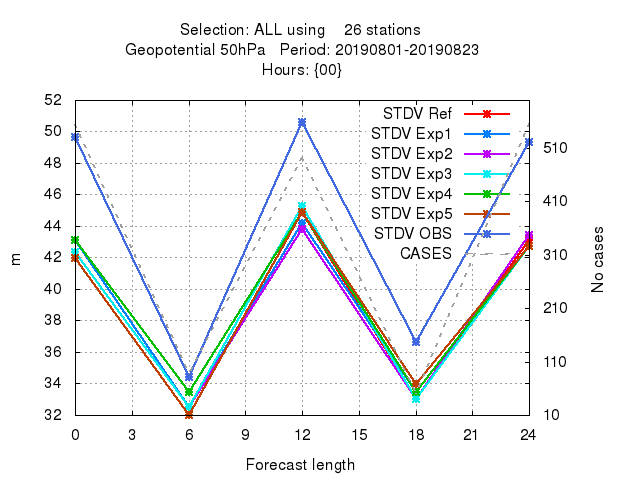 Selection: ALL using    26 stations
Geopotential 50hPa   Period: 20190801-20190823
Hours: {00}
52
50
48
46
44
42
40
38
36
34
32
m
STDV Ref
STDV Exp1
STDV Exp2
STDV Exp3
STDV Exp4
STDV Exp5
STDV OBS
CASES
510
410
310
210
110
10
No cases
0 3 6 9 12 15 18 21 24
Forecast length